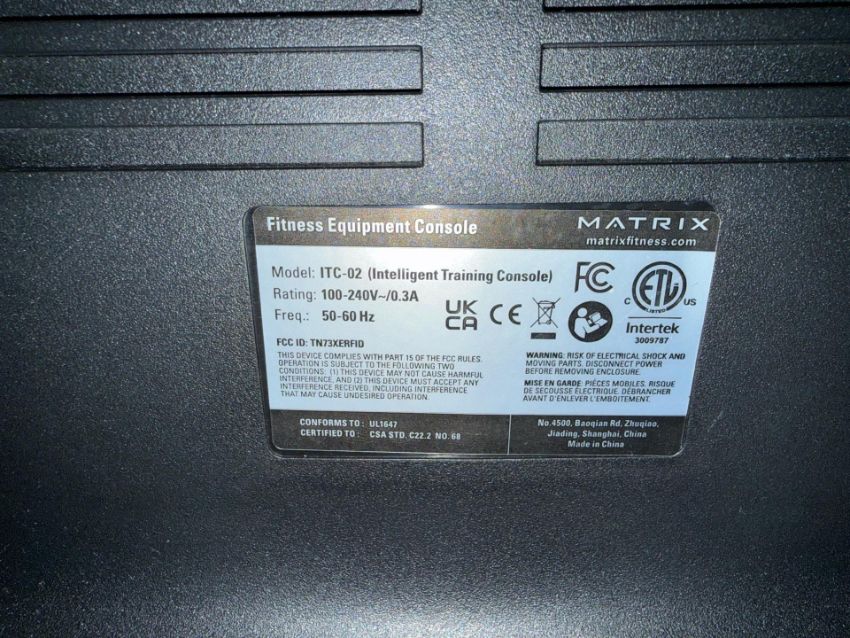 Fitness Equipment Console
MATRIX
matrixfitness.com
Model: ITC-02 (Intelligent Training Console)
Rating: 100-240V~/0.3A
Freq.: 50-60 Hz
UK
CA
CE
FC
C
ETL
US
LISTED
Intertek
3009787
FCC ID: TN73XERFID
THIS DEVICE COMPLIES WITH PART 15 OF THE FCC RULES.
OPERATION IS SUBJECT TO THE FOLLOWING TWO
CONDITIONS: (1) THIS DEVICE MAY NOT CAUSE HARMFUL
INTERFERENCE, AND (2) THIS DEVICE MUST ACCEPT ANY
INTERFERENCE RECEIVED, INCLUDING INTERFERENCE
THAT MAY CAUSE UNDESIRED OPERATION.
WARNING: RISK OF ELECTRICAL SHOCK AND
MOVING PARTS. DISCONNECT POWER
BEFORE REMOVING ENCLOSURE.
MISE EN GARDE: PIÈCES MOBILES. RISQUE
DE SECOUSSE ÉLECTRIQUE. DÉBRANCHER
AVANT D'ENLEVER L'EMBOITEMENT.
CONFORMS TO: UL1647
CERTIFIED TO: CSA STD. C22.2 NO. 68
No.4500, Baoqian Rd, Zhuqiao,
Jiading, Shanghai, China
Made in China